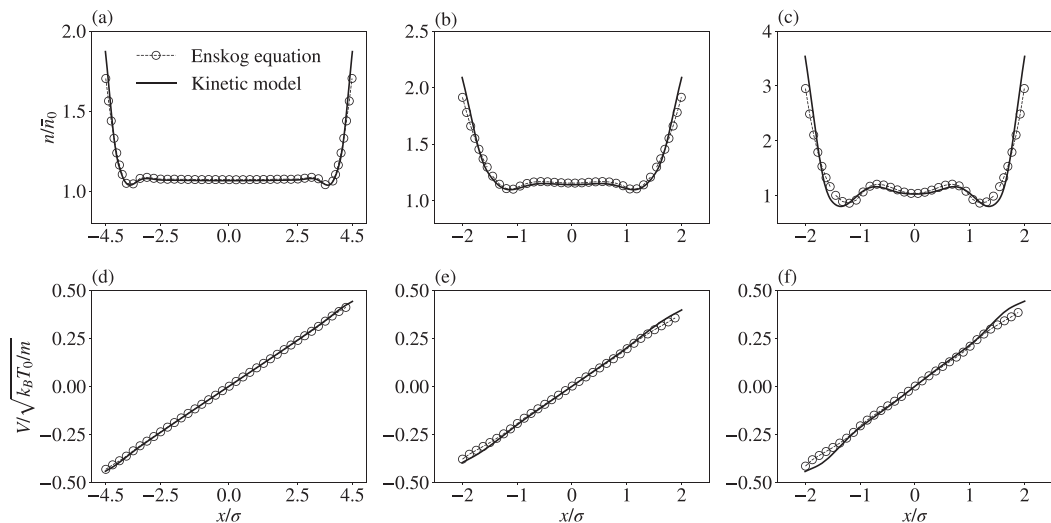 (a)
(b)
(c)
2.0
1.5
1.0
n/n̄₀
Enskog equation
Kinetic model
−4.5 −2.5 0.0 2.5 4.5
2.5
2.0
1.5
1.0
−2 −1 0 1 2
4
3
2
1
−2 −1 0 1 2
(d)
(e)
(f)
0.50
0.25
0.00
−0.25
−0.50
V/√k_BT₀/m
−4.5 −2.5 0.0 2.5 4.5
x/σ
0.50
0.25
0.00
−0.25
−0.50
−2 −1 0 1 2
x/σ
0.50
0.25
0.00
−0.25
−0.50
−2 −1 0 1 2
x/σ